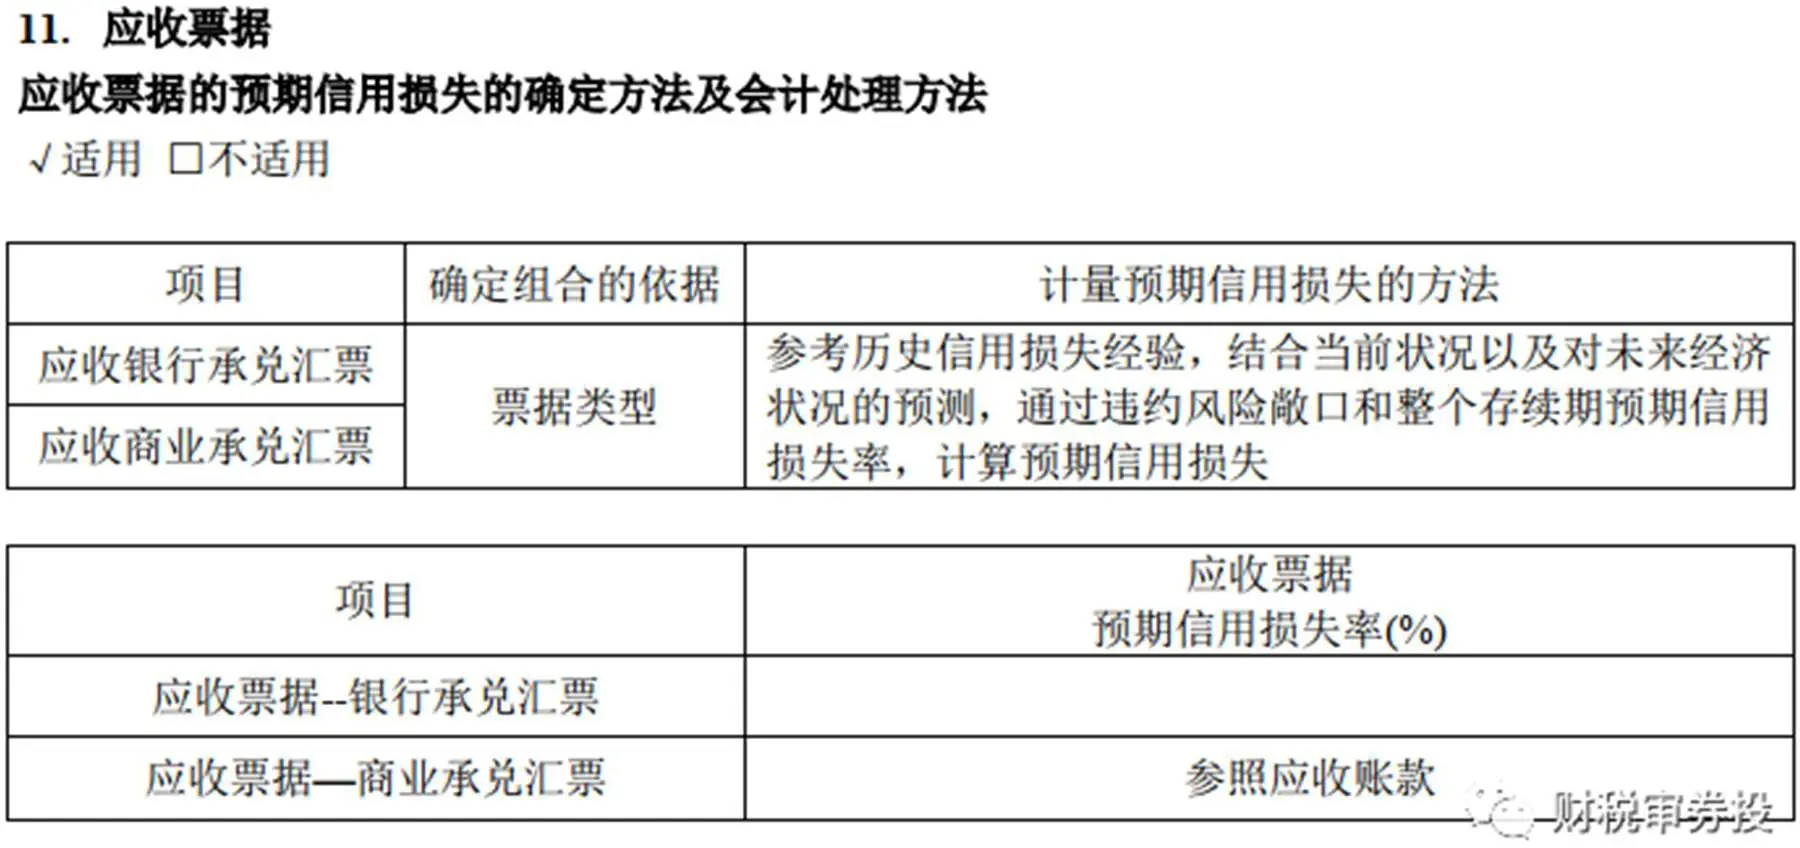 11. 应收票据
应收票据的预期信用损失的确定方法及会计处理方法
√适用 □不适用
项目 确定组合的依据 计量预期信用损失的方法
应收银行承兑汇票
应收商业承兑汇票
票据类型
参考历史信用损失经验，结合当前状况以及对未来经济
状况的预测，通过违约风险敞口和整个存续期预期信用
损失率，计算预期信用损失
项目
应收票据
预期信用损失率(%)
应收票据--银行承兑汇票
应收票据—商业承兑汇票 参照应收账款
财税审券投